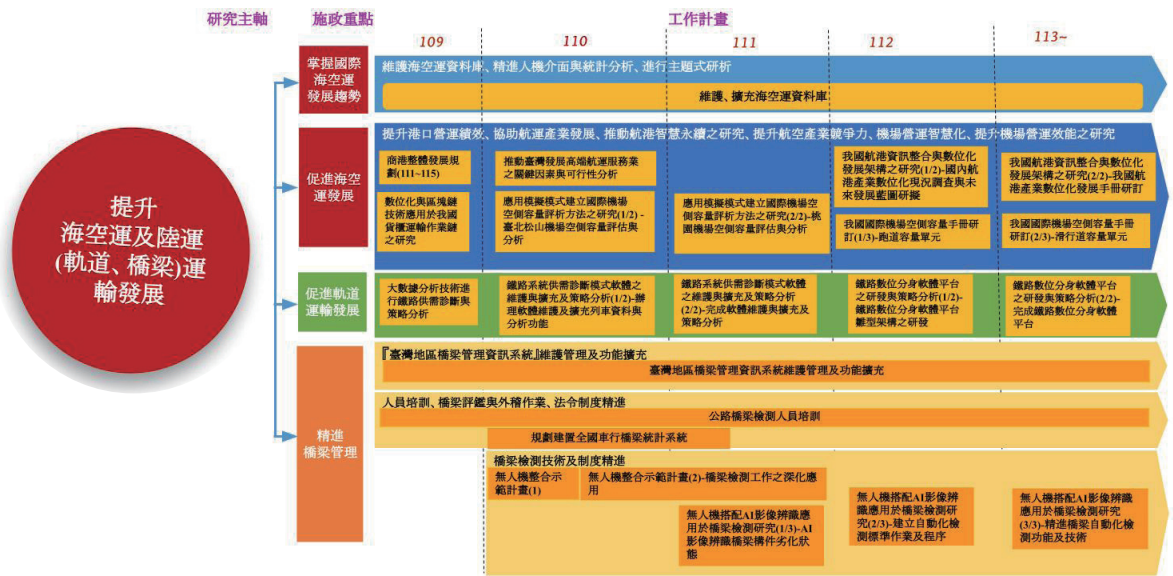 研究主軸
施政重點
工作計畫
109
110
111
112
113~
提升
海空運及陸運
(軌道、橋梁)運
輸發展
掌握國際
海空運
發展趨勢
維護海空運資料庫、精進人機介面與統計分析、進行主題式研析
維護、擴充海空運資料庫
促進海空
運發展
提升港口營運績效、協助航運產業發展、推動航港智慧永續之研究、提升航空產業競爭力、機場營運智慧化、提升機場營運效能之研究
商港整體發展規
劃(111~115)
數位化與區塊鏈
技術應用於我國
貨櫃運輸作業鏈
之研究
推動臺灣發展高端航運服務業
之關鍵因素與可行性分析
應用模擬模式建立國際機場
空側容量評析方法之研究(1/2) -
臺北松山機場空側容量評估與
分析
應用模擬模式建立國際機場空
側容量評析方法之研究(2/2)-桃
園機場空側容量評估與分析
我國航港資訊整合與數位化
發展架構之研究(1/2)-國內航
港產業數位化現況調查與未
來發展藍圖研擬
我國國際機場空側容量手冊研
訂(1/3)-跑道容量單元
我國航港資訊整合與數位化
發展架構之研究(2/2)-我國航
港產業數位化發展手冊研訂
我國國際機場空側容量手冊
研訂(2/3)-滑行道容量單元
促進軌道
運輸發展
大數據分析技術進
行鐵路供需診斷與
策略分析
鐵路系統供需診斷模式軟體之
維護與擴充及策略分析(1/2)-辦
理軟體維護及擴充列車資料與
分析功能
鐵路系統供需診斷模式軟體
之維護與擴充及策略分析
(2/2)-完成軟體維護與擴充及
策略分析
鐵路數位分身軟體平台
之研發與策略分析(1/2)-
鐵路數位分身軟體平台
雛型架構之研發
鐵路數位分身軟體平台
之研發與策略分析(2/2)-
完成鐵路數位分身軟體
平台
精進
橋梁管理
『臺灣地區橋梁管理資訊系統』維護管理及功能擴充
臺灣地區橋梁管理資訊系統維護管理及功能擴充
人員培訓、橋梁評鑑與外稽作業、法令制度精進
公路橋梁檢測人員培訓
規劃建置全國車行橋梁統計系統
橋梁檢測技術及制度精進
無人機整合示
範計畫(1)
無人機整合示範計畫(2)-橋梁檢測工作之深化應
用
無人機搭配AI影像辨識應
用於橋梁檢測研究(1/3)-AI
影像辨識橋梁構件劣化狀
態
無人機搭配AI影像辨
識應用於橋梁檢測研
究(2/3)-建立自動化檢
測標準作業及程序
無人機搭配AI影像辨識
應用於橋梁檢測研究
(3/3)-精進橋梁自動化檢
測功能及技術